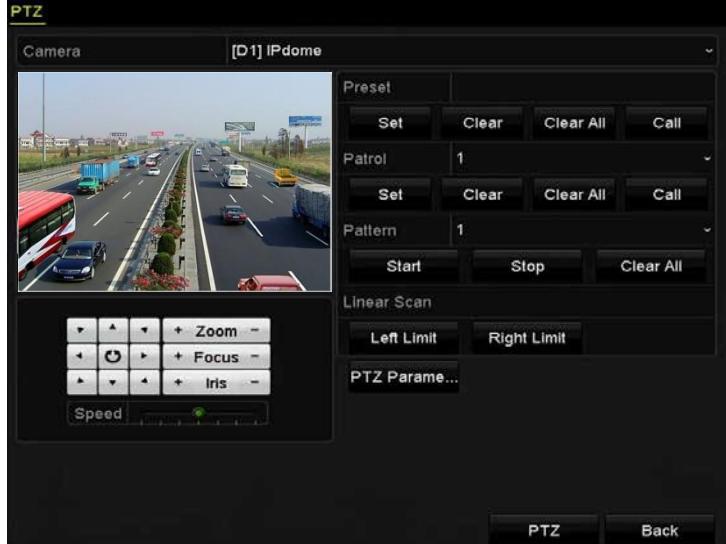 PTZ
Camera [D1] IPdome
Preset
Set Clear Clear All Call
Patrol 1
Set Clear Clear All Call
Pattern 1
Start Stop Clear All
Linear Scan
Left Limit Right Limit
PTZ Parame...
+ Zoom -
+ Focus -
+ Iris -
Speed
PTZ Back